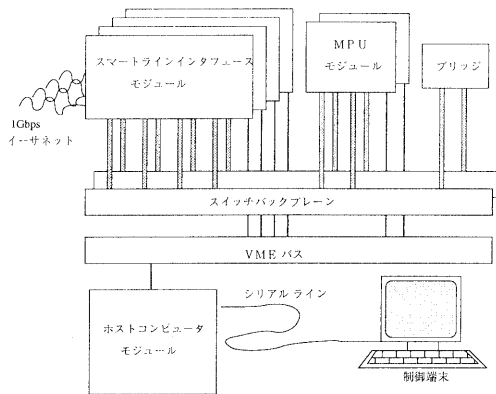 スマートラインインタフェース
モジュール
MPU
モジュール
ブリッジ
1Gbps
イーサネット
スイッチバックプレーン
VMEバス
シリアルライン
ホストコンピュータ
モジュール
制御端末